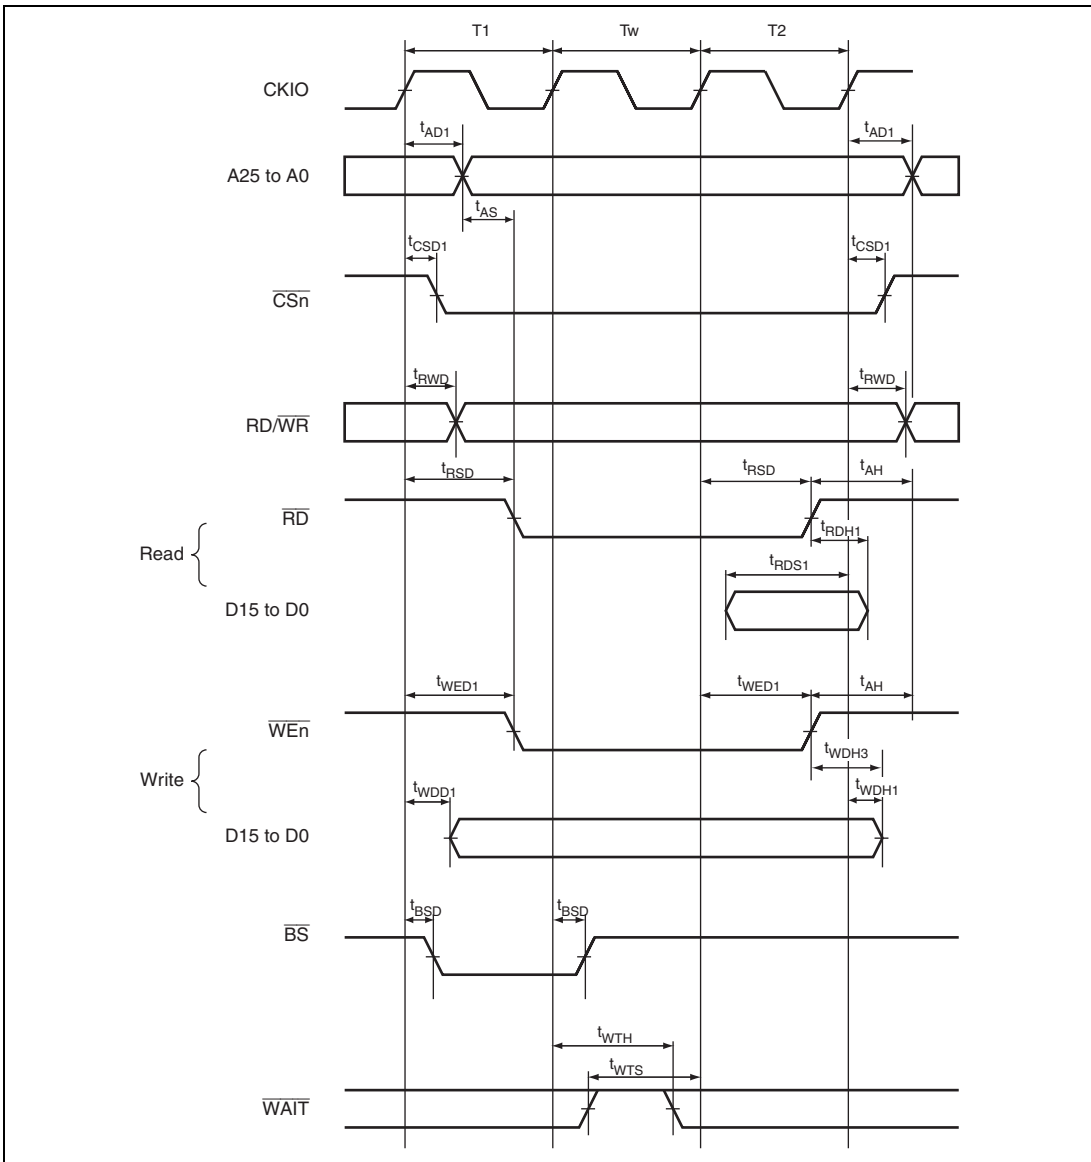 T1 Tw T2
CKIO
tAD1 tAD1
A25 to A0
tAS
tCSD1 tCSD1
CSn
tRWD tRWD
RD/WR
tRSD tRSD tAH
RD
tRDH1
Read
tRDS1
D15 to D0
tWED1 tWED1 tAH
WEn
tWDH3
Write
tWDD1 tWDH1
D15 to D0
tBSD tBSD
BS
tWTH
tWTS
WAIT